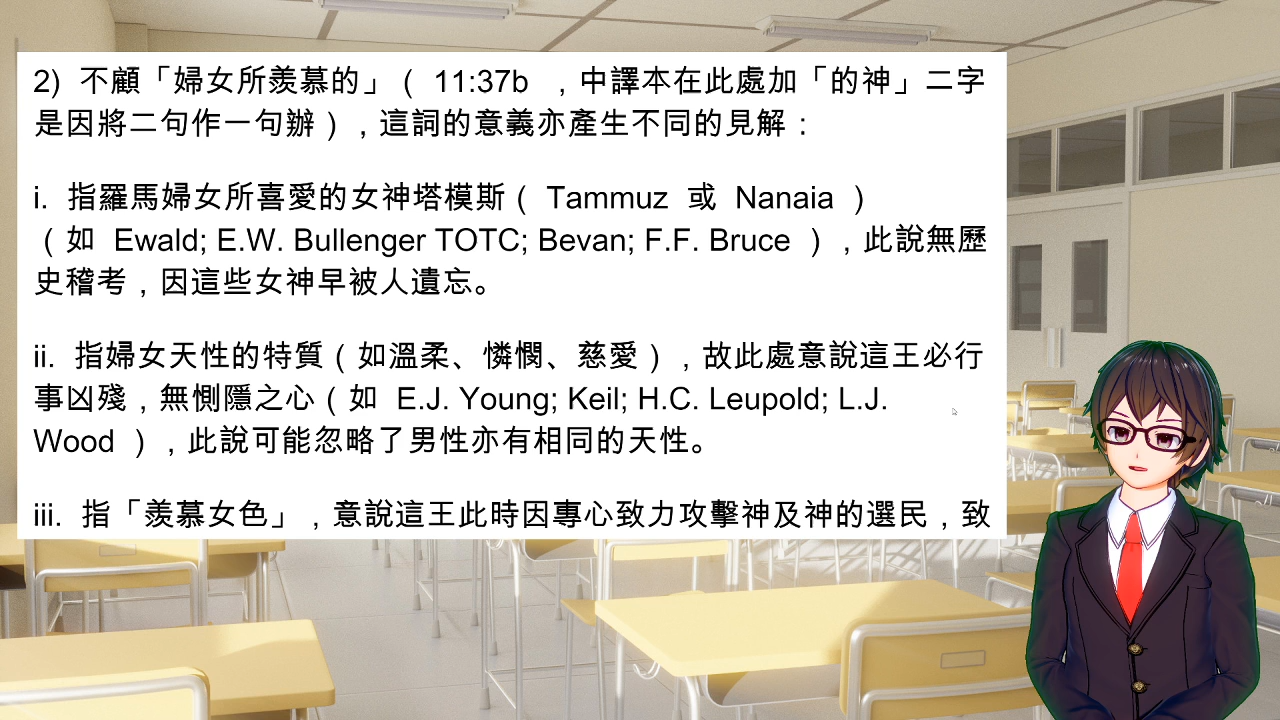 2) 不顧「婦女所羨慕的」( 11:37b ,中譯本在此處加「的神」二字
是因將二句作一句辦),這詞的意義亦產生不同的見解:
i. 指羅馬婦女所喜愛的女神塔模斯( Tammuz 或 Nanaia )
(如 Ewald; E.W. Bullenger TOTC; Bevan; F.F. Bruce ),此說無歷
史稽考,因這些女神早被人遺忘。
ii. 指婦女天性的特質(如溫柔、憐憫、慈愛),故此處意說這王必行
事凶殘,無惻隱之心(如 E.J. Young; Keil; H.C. Leupold; L.J.
Wood ),此說可能忽略了男性亦有相同的天性。
iii. 指「羨慕女色」,意說這王此時因專心致力攻擊神及神的選民,致